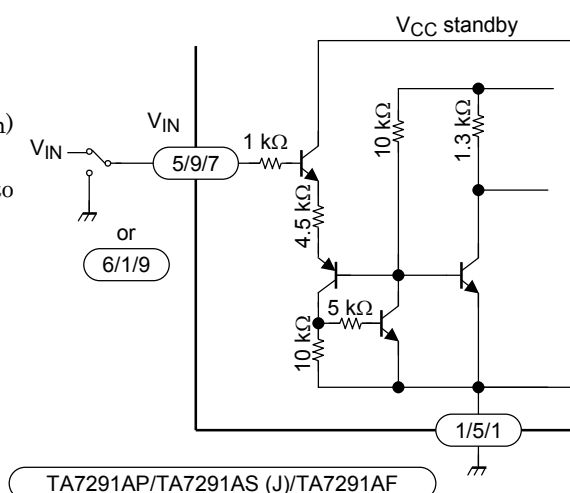 VCC standby
n)
VIN
VIN
5/9/7
1 kΩ
10 kΩ
1.3 kΩ
zo
4.5 kΩ
or
6/1/9
5 kΩ
10 kΩ
1/5/1
TA7291AP/TA7291AS (J)/TA7291AF